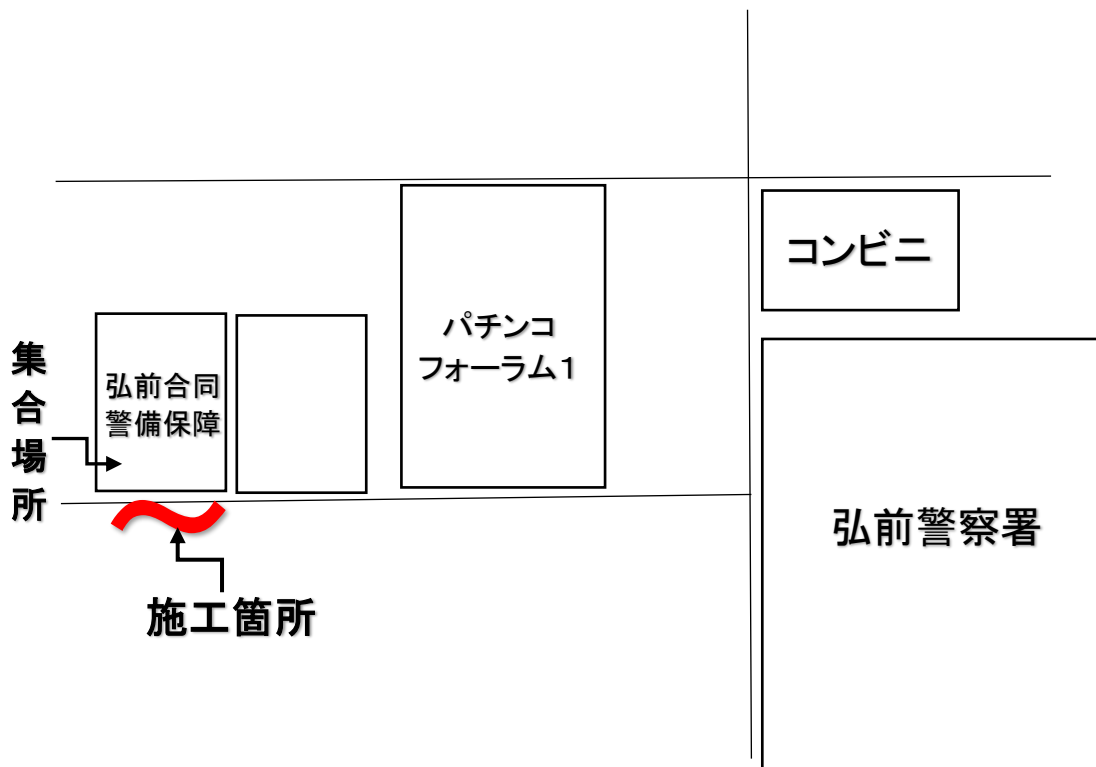 コンビニ
パチンコ
フォーラム１
集合場所
弘前合同
警備保障
弘前警察署
施工箇所